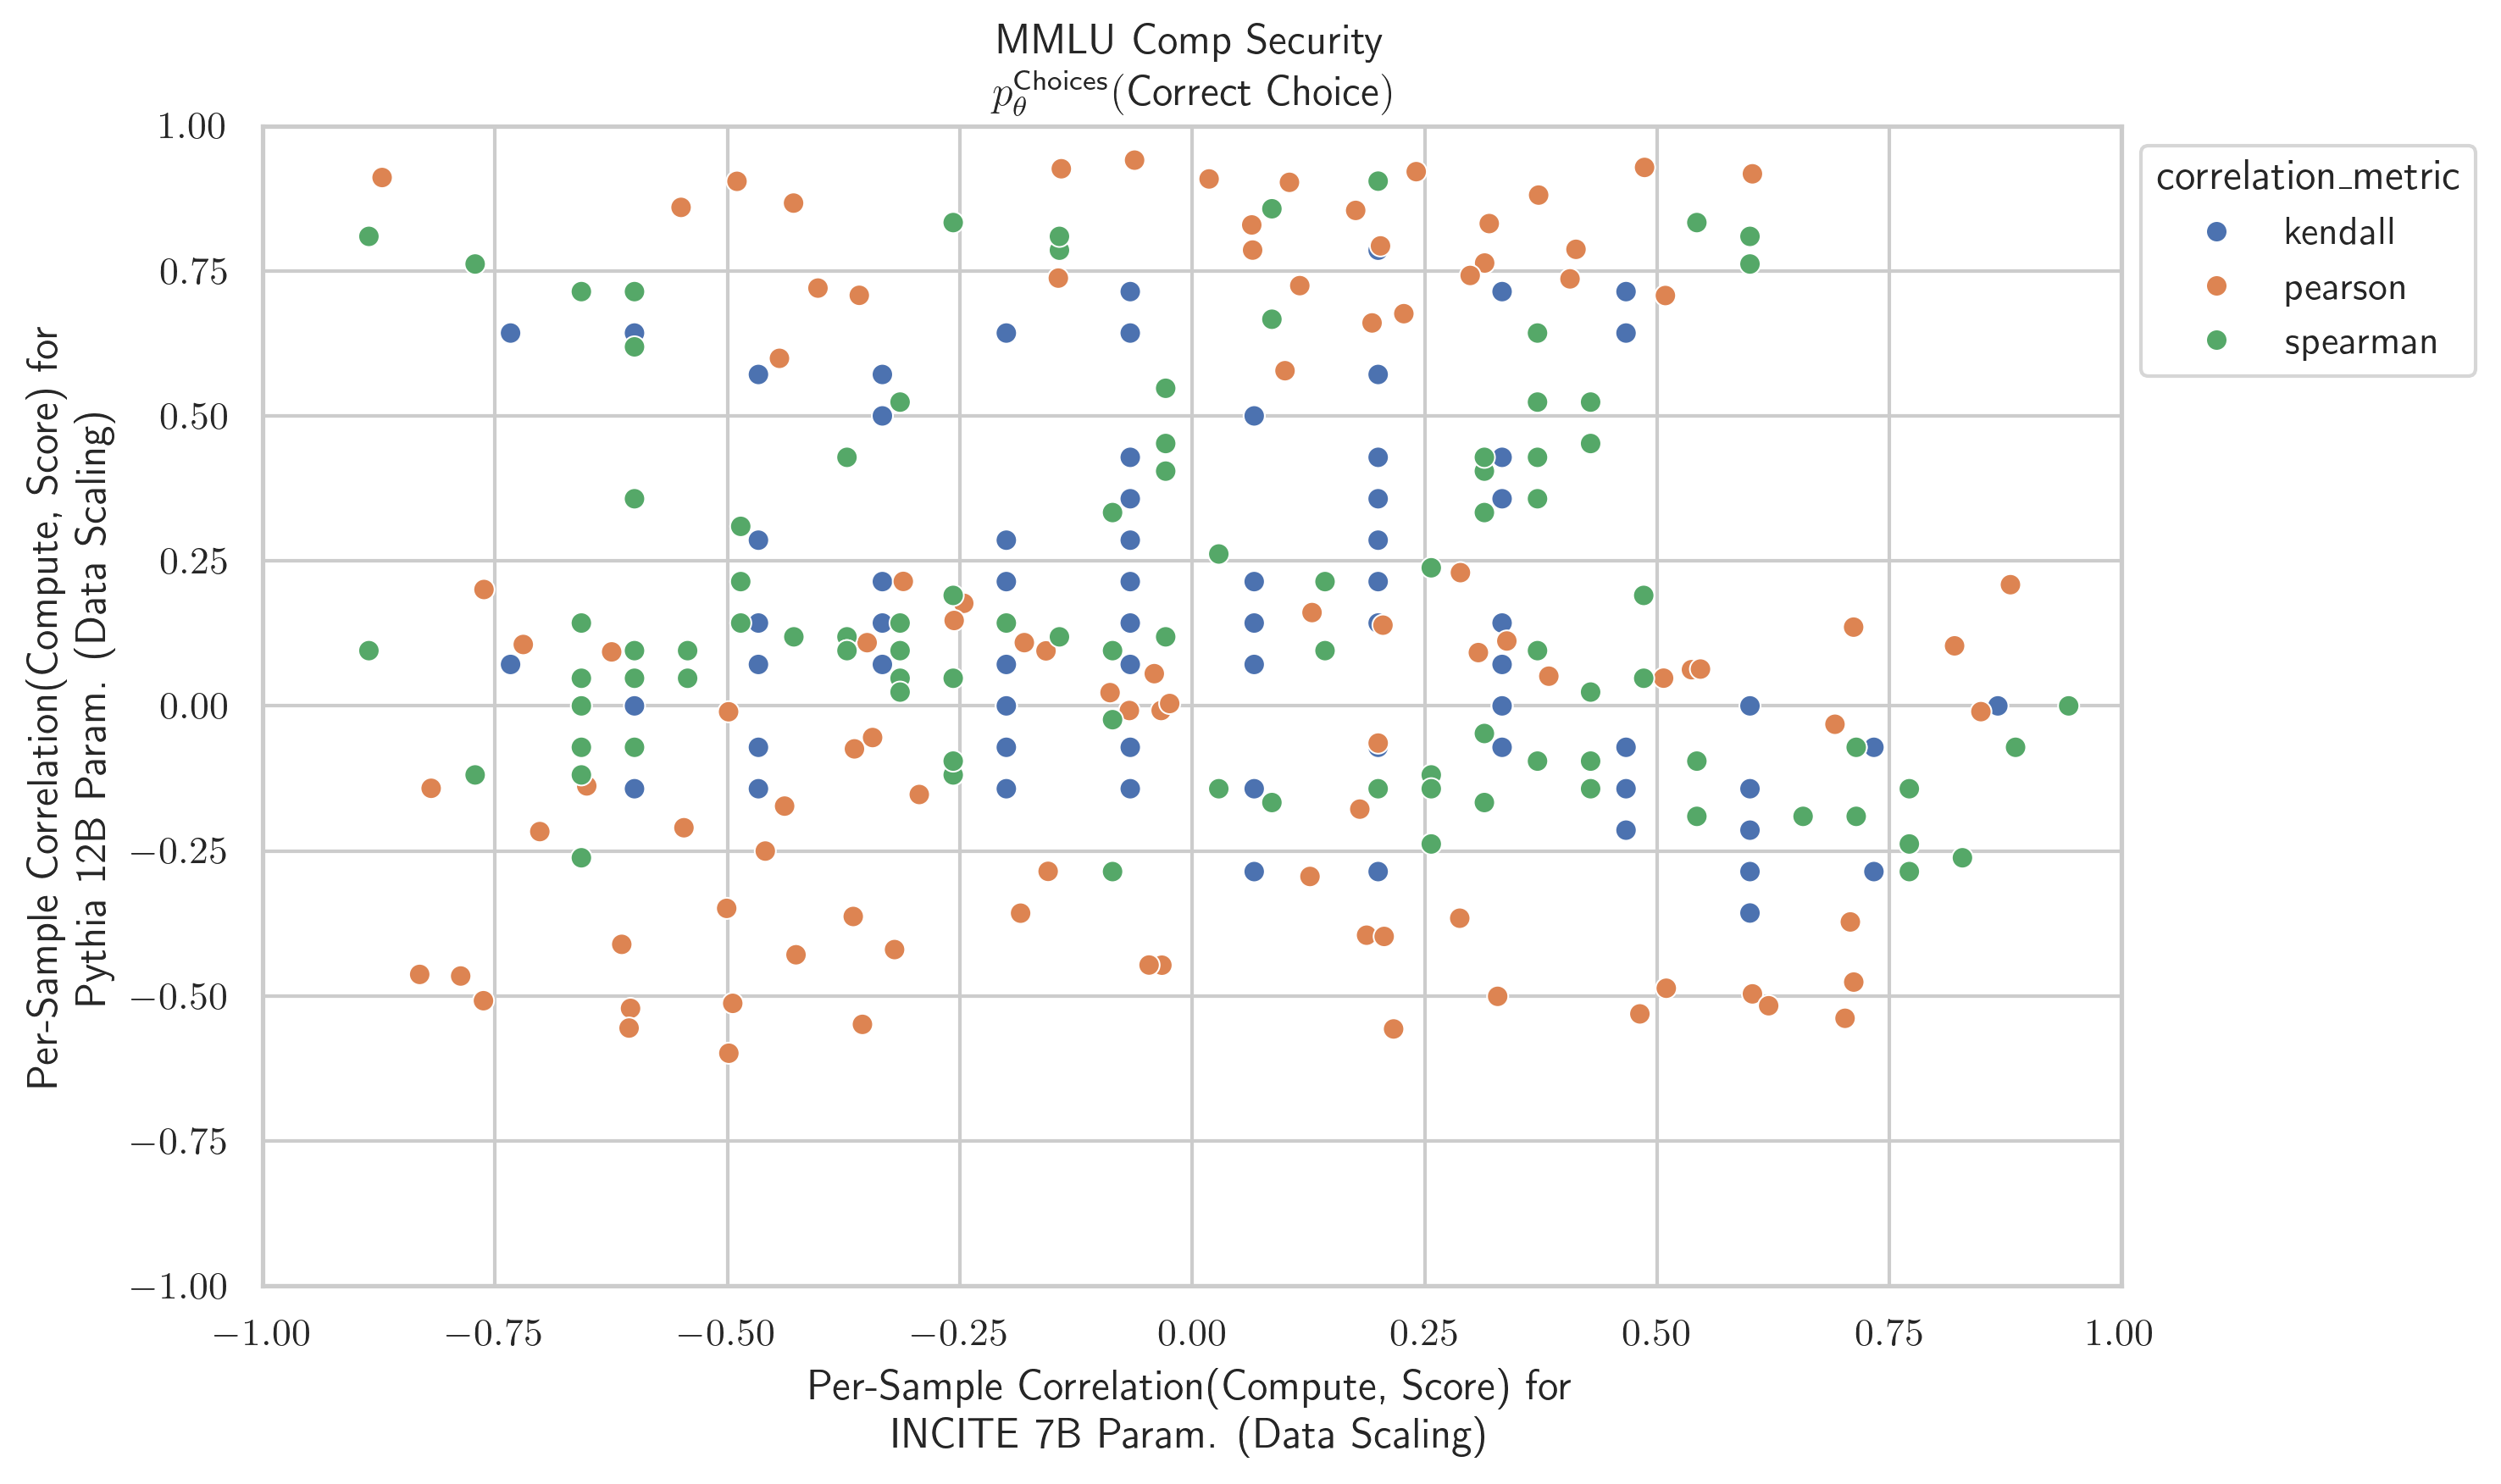 MMLU Comp Security
p_θ^Choices(Correct Choice)
1.00
0.75
0.50
0.25
0.00
−0.25
−0.50
−0.75
−1.00
Per-Sample Correlation(Compute, Score) for
Pythia 12B Param. (Data Scaling)
−1.00
−0.75
−0.50
−0.25
0.00
0.25
0.50
0.75
1.00
Per-Sample Correlation(Compute, Score) for
INCITE 7B Param. (Data Scaling)
correlation_metric
kendall
pearson
spearman